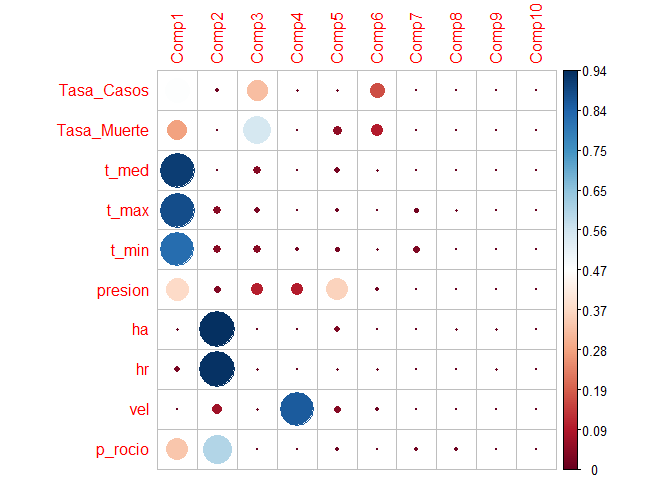 Comp1 Comp2 Comp3 Comp4 Comp5 Comp6 Comp7 Comp8 Comp9 Comp10
Tasa_Casos
Tasa_Muerte
t_med
t_max
t_min
presion
ha
hr
vel
p_rocio
0.94
0.84
0.75
0.65
0.56
0.47
0.37
0.28
0.19
0.09
0